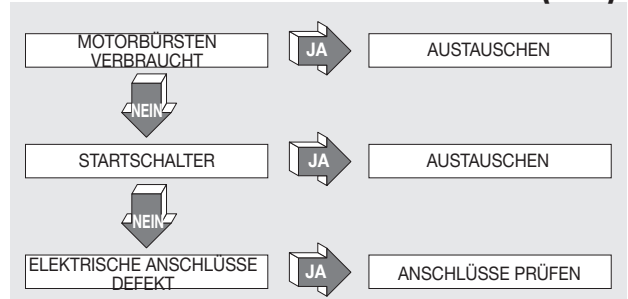 MOTORBÜRSTEN
VERBRAUCHT
JA
AUSTAUSCHEN
NEIN
STARTSCHALTER
JA
AUSTAUSCHEN
NEIN
ELEKTRISCHE ANSCHLÜSSE
DEFEKT
JA
ANSCHLÜSSE PRÜFEN